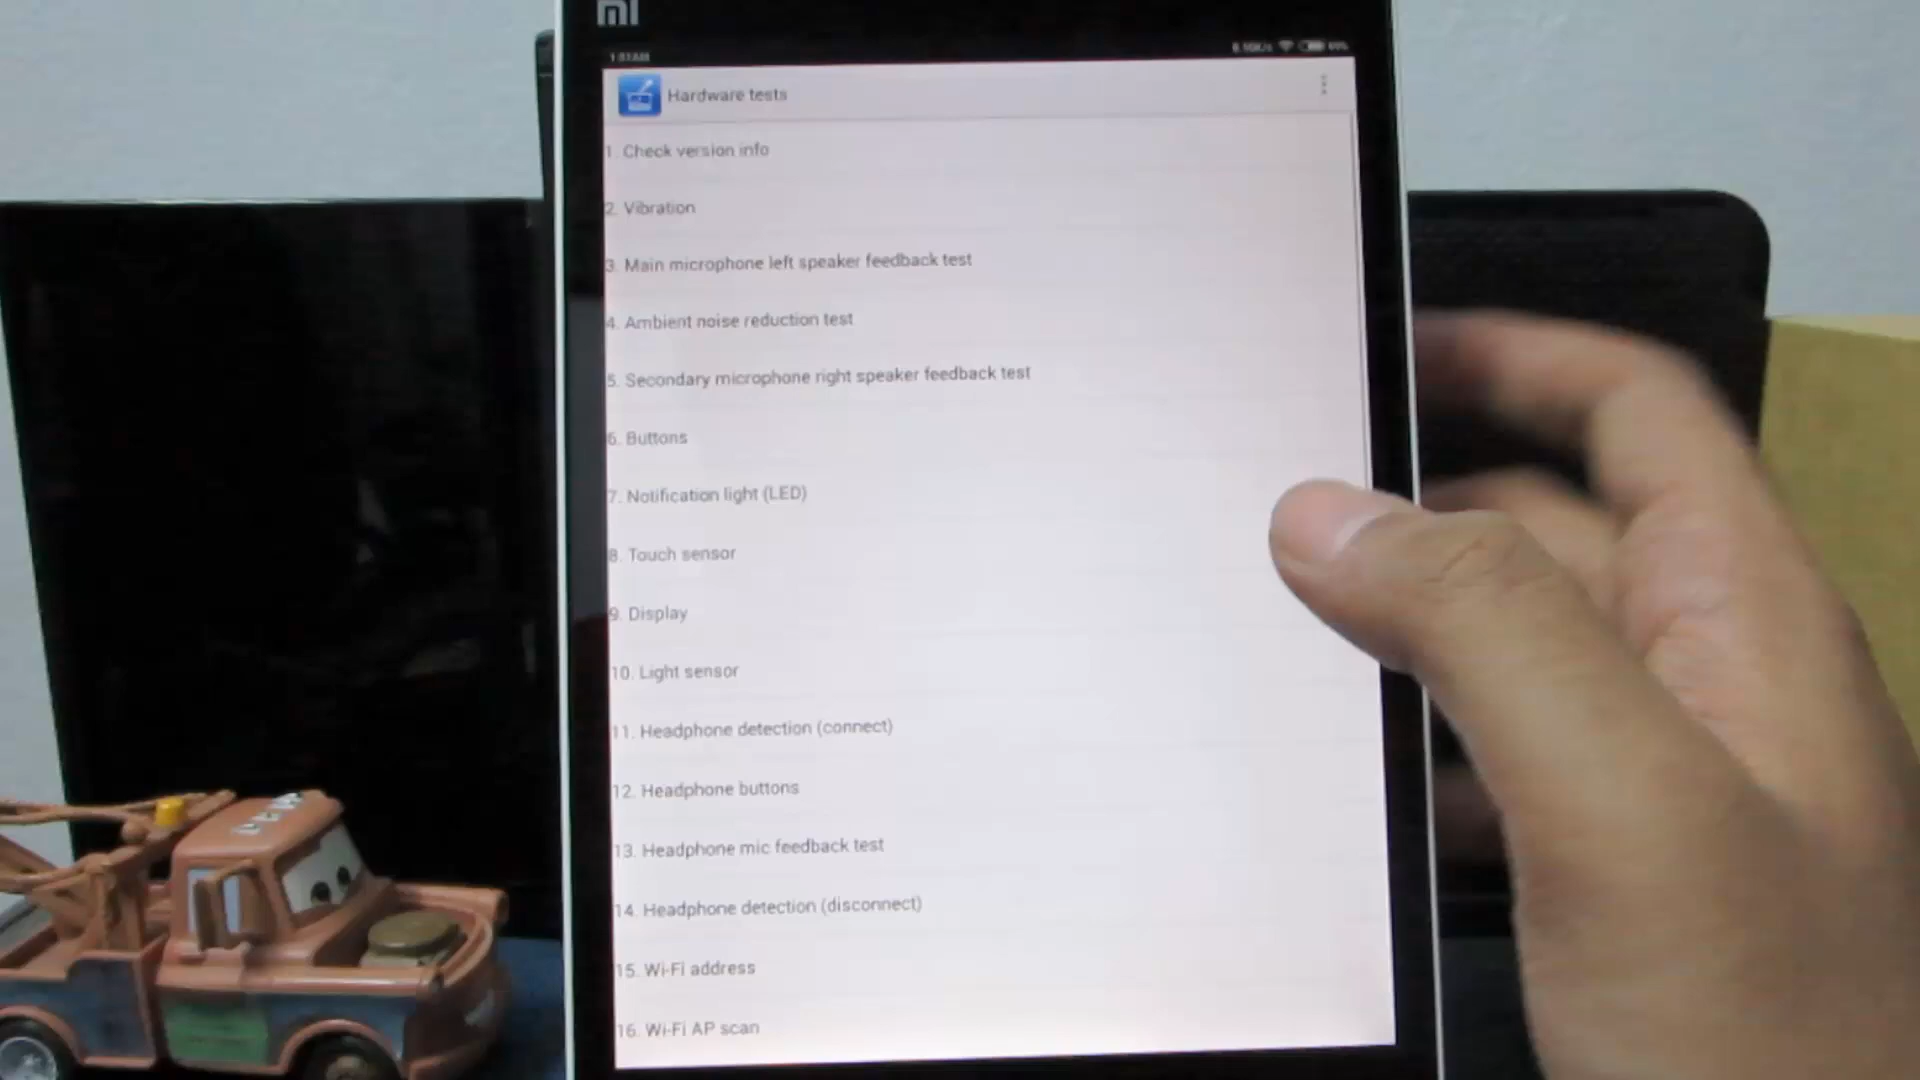 mi
1:07AM
Hardware tests
1. Check version info
2. Vibration
3. Main microphone left speaker feedback test
4. Ambient noise reduction test
5. Secondary microphone right speaker feedback test
6. Buttons
7. Notification light (LED)
8. Touch sensor
9. Display
10. Light sensor
11. Headphone detection (connect)
12. Headphone buttons
13. Headphone mic feedback test
14. Headphone detection (disconnect)
15. Wi-Fi address
16. Wi-Fi AP scan